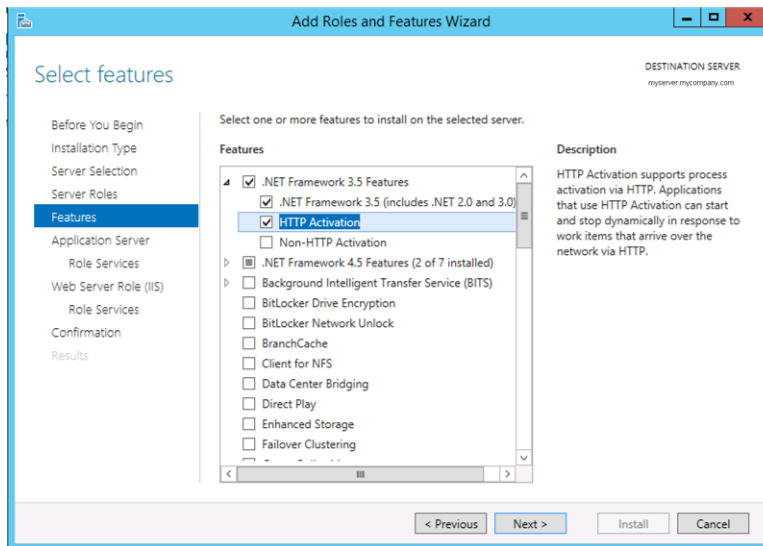 Add Roles and Features Wizard
Select features
DESTINATION SERVER
myserver.mycompany.com
Before You Begin
Installation Type
Server Selection
Server Roles
Features
Application Server
Role Services
Web Server Role (IIS)
Role Services
Confirmation
Results
Select one or more features to install on the selected server.
Features
.NET Framework 3.5 Features
.NET Framework 3.5 (includes .NET 2.0 and 3.0)
HTTP Activation
Non-HTTP Activation
.NET Framework 4.5 Features (2 of 7 installed)
Background Intelligent Transfer Service (BITS)
BitLocker Drive Encryption
BitLocker Network Unlock
BranchCache
Client for NFS
Data Center Bridging
Direct Play
Enhanced Storage
Failover Clustering
Description
HTTP Activation supports process
activation via HTTP. Applications
that use HTTP Activation can start
and stop dynamically in response to
work items that arrive over the
network via HTTP.
< Previous
Next >
Install
Cancel